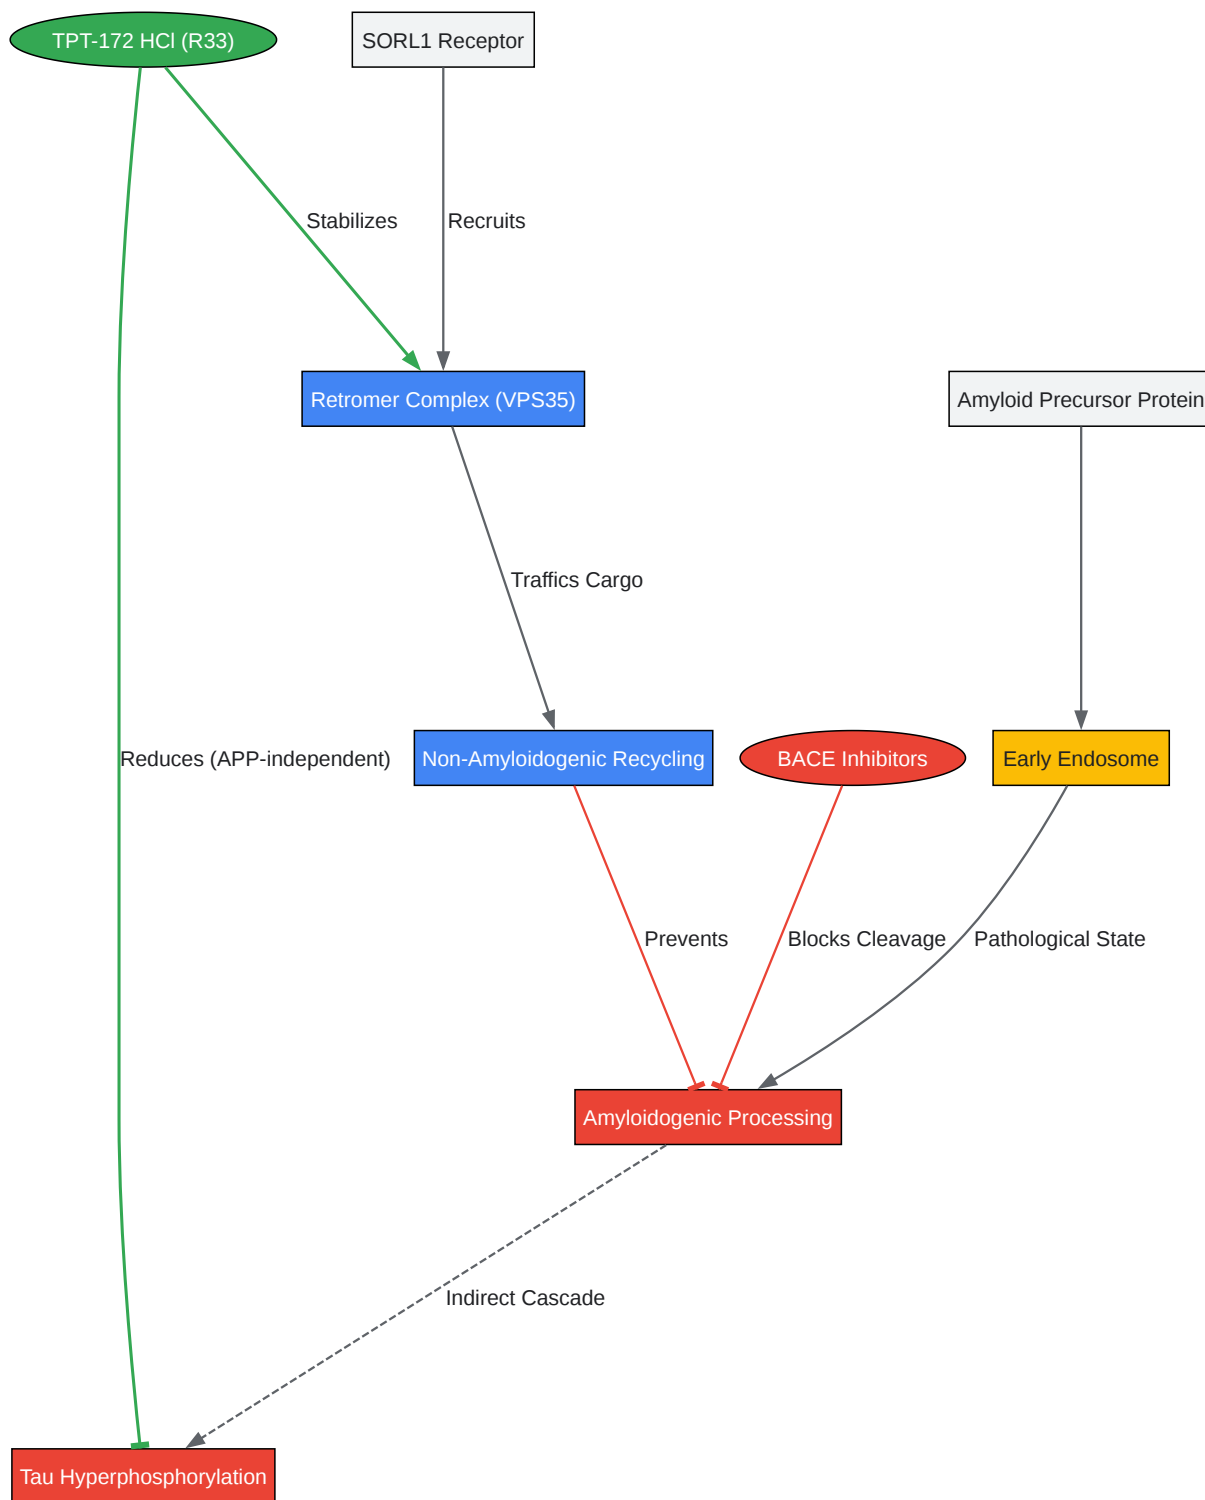 TPT-172 HCl (R33)
SORL1 Receptor
Stabilizes
Recruits
Retromer Complex (VPS35)
Amyloid Precursor Protein
Traffics Cargo
Reduces (APP-independent)
Non-Amyloidogenic Recycling
BACE Inhibitors
Early Endosome
Prevents
Blocks Cleavage
Pathological State
Amyloidogenic Processing
Indirect Cascade
Tau Hyperphosphorylation